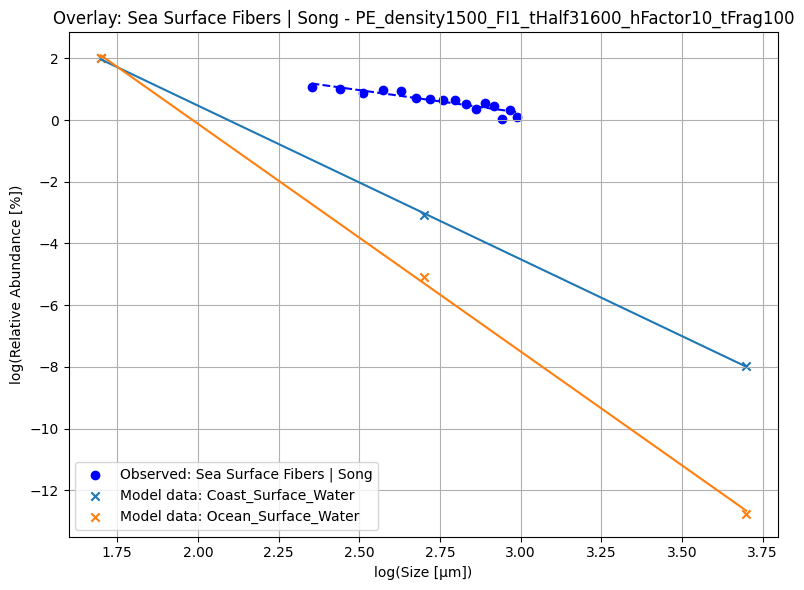 Overlay: Sea Surface Fibers | Song - PE_density1500_FI1_tHalf31600_hFactor10_tFrag100
log(Relative Abundance [%])
2
0
−2
−4
−6
−8
−10
−12
Observed: Sea Surface Fibers | Song
Model data: Coast_Surface_Water
Model data: Ocean_Surface_Water
1.75
2.00
2.25
2.50
2.75
3.00
3.25
3.50
3.75
log(Size [μm])